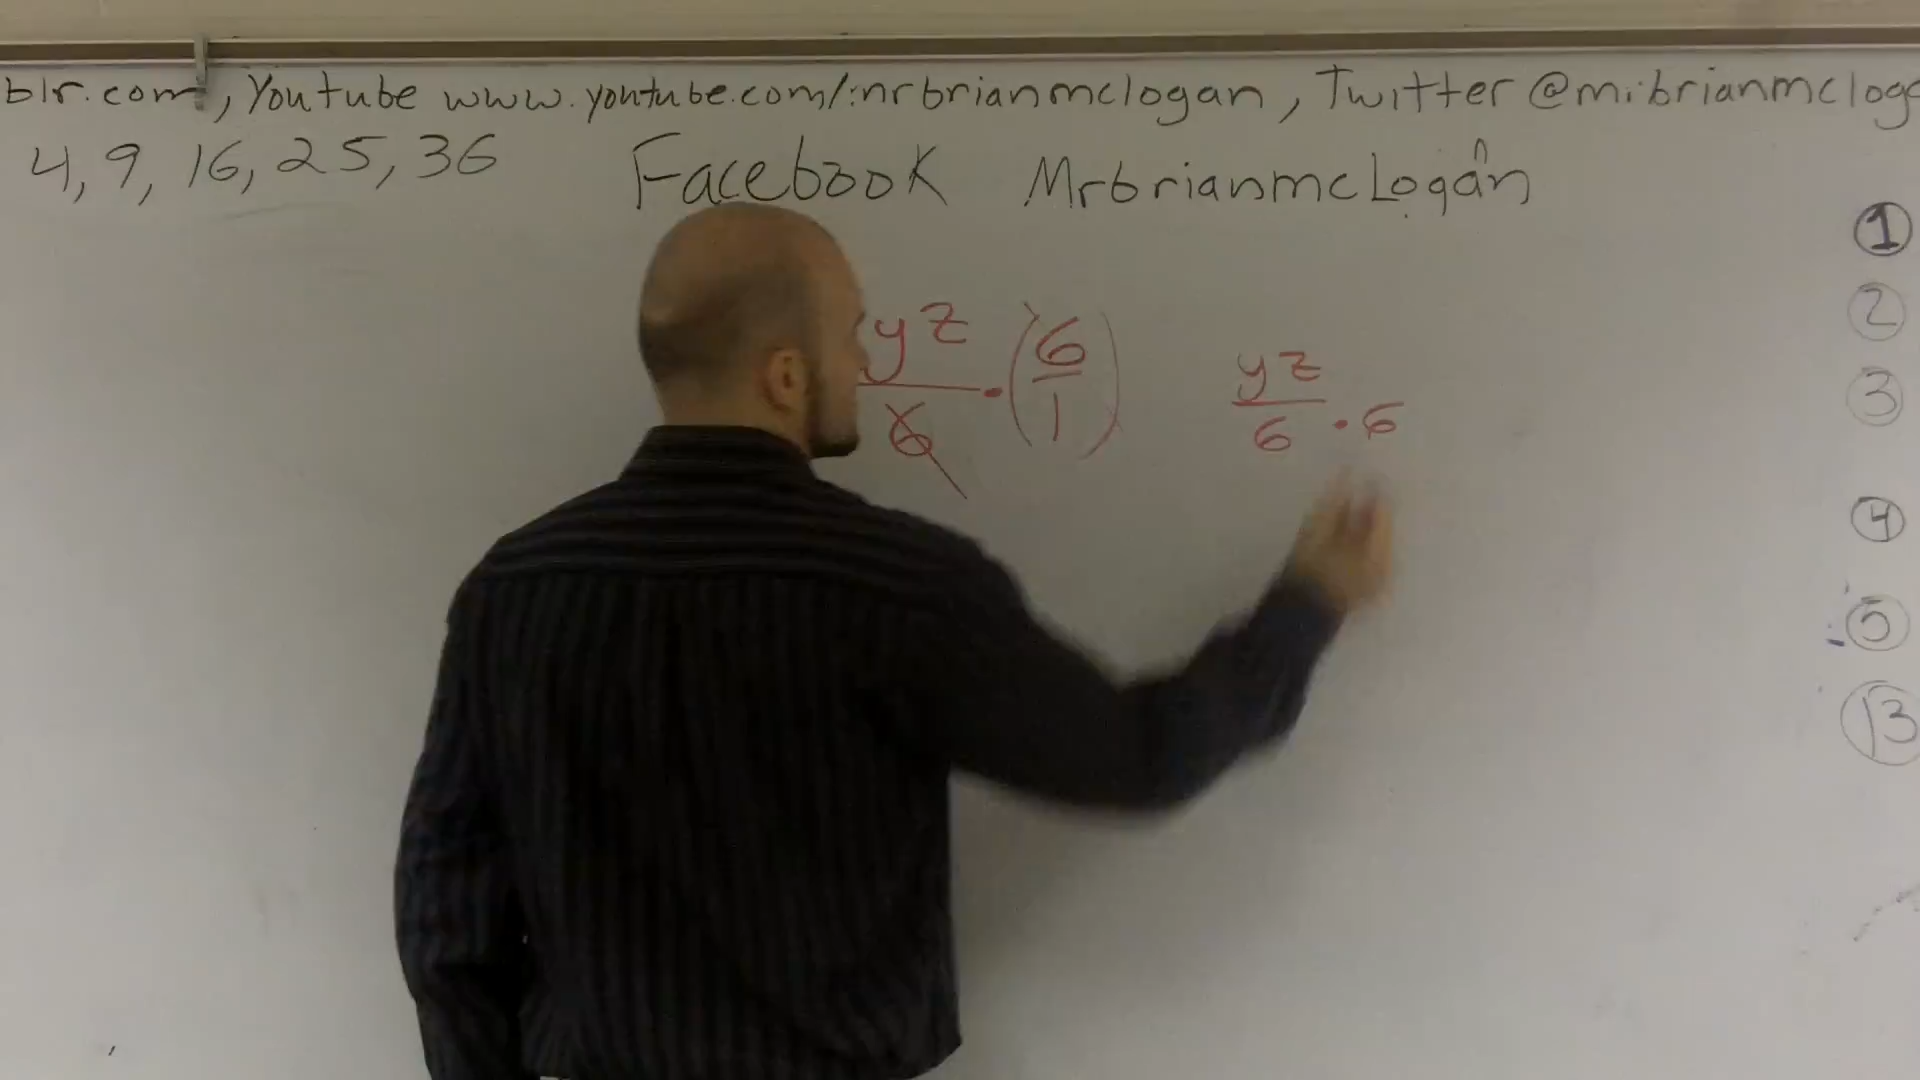 blr.com, Youtube www.youtube.com/mrbrianmclogan, Twitter @mrbrianmclog
4, 9, 16, 25, 36 Facebook MrbrianmcLogan
1
2
yz/6 · (6/1) yz/6 · 6
3
4
5
13